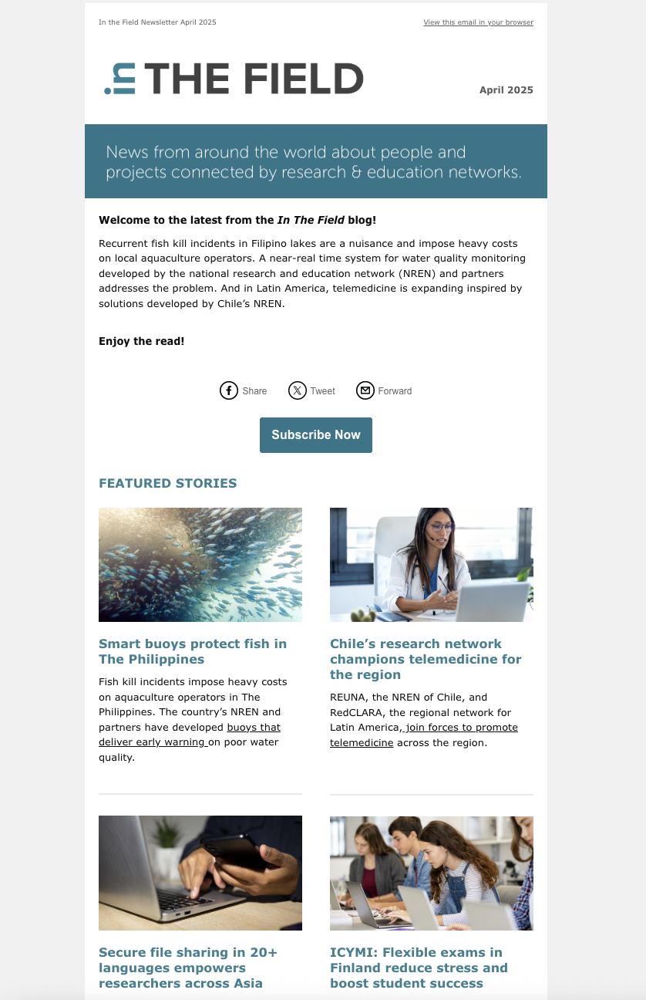 In the Field Newsletter April 2025
View this email in your browser
.in THE FIELD
April 2025
News from around the world about people and
projects connected by research & education networks.
Welcome to the latest from the In The Field blog!
Recurrent fish kill incidents in Filipino lakes are a nuisance and impose heavy costs
on local aquaculture operators. A near-real time system for water quality monitoring
developed by the national research and education network (NREN) and partners
addresses the problem. And in Latin America, telemedicine is expanding inspired by
solutions developed by Chile’s NREN.
Enjoy the read!
Share
Tweet
Forward
Subscribe Now
FEATURED STORIES
Smart buoys protect fish in
The Philippines
Fish kill incidents impose heavy costs
on aquaculture operators in The
Philippines. The country’s NREN and
partners have developed buoys that
deliver early warning on poor water
quality.
Chile’s research network
champions telemedicine for
the region
REUNA, the NREN of Chile, and
RedCLARA, the regional network for
Latin America, join forces to promote
telemedicine across the region.
Secure file sharing in 20+
languages empowers
researchers across Asia
ICYMI: Flexible exams in
Finland reduce stress and
boost student success